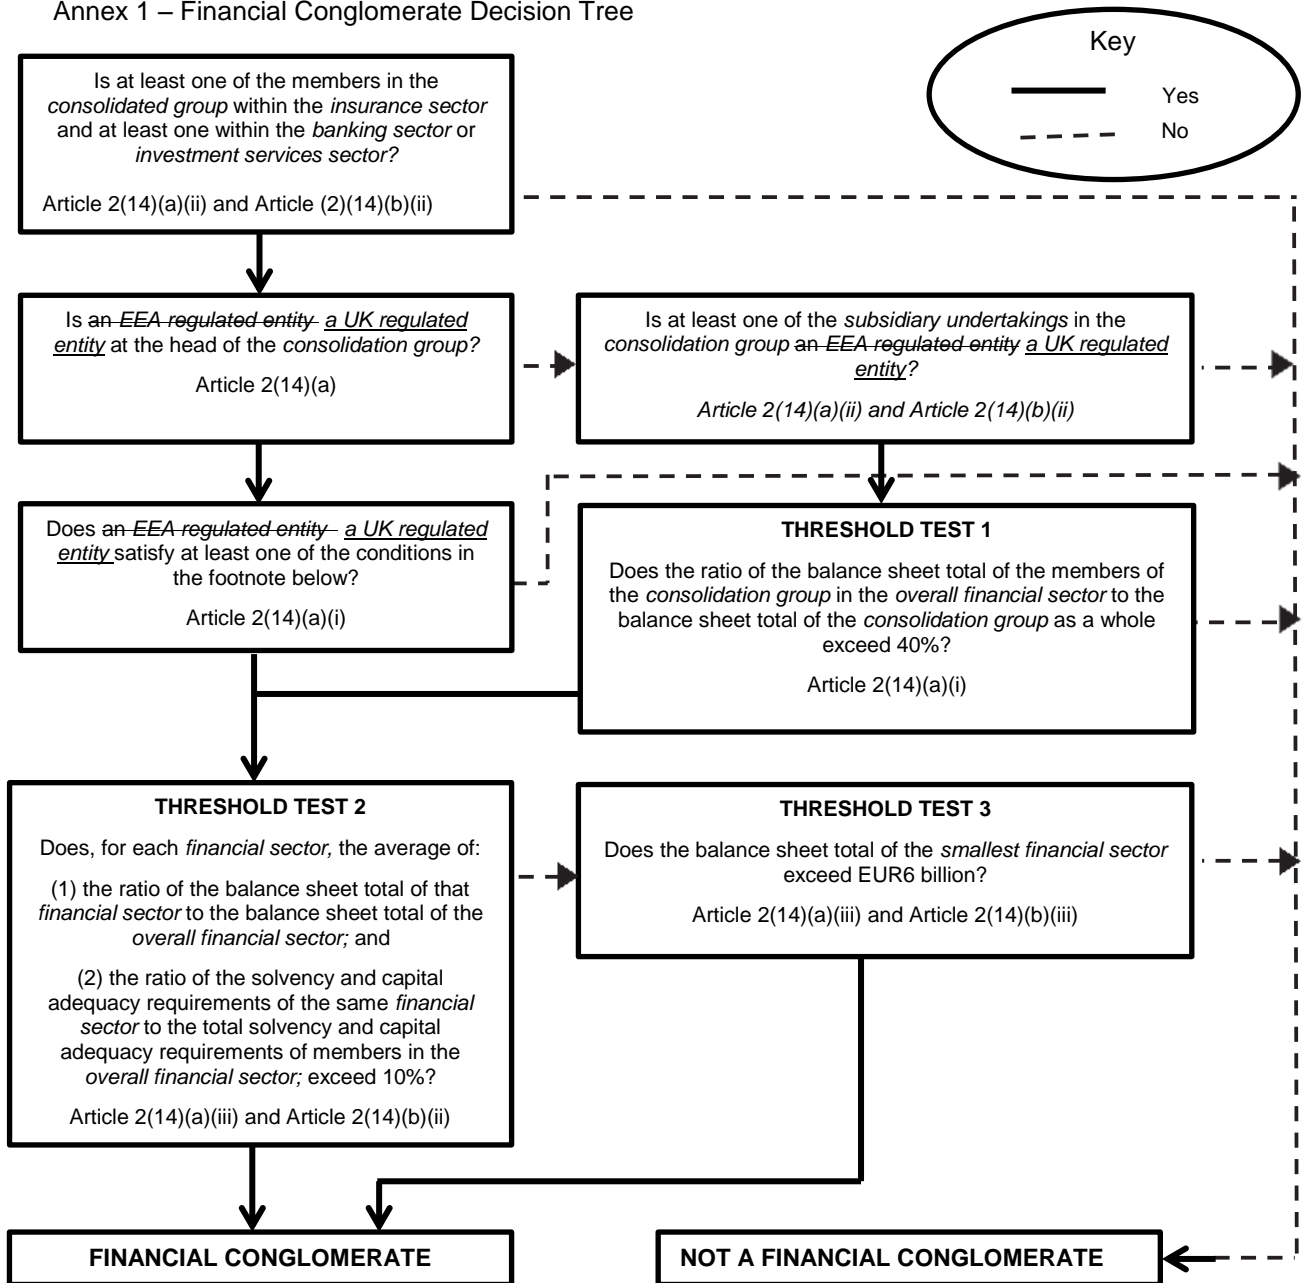 Annex 1 – Financial Conglomerate Decision Tree
Key
Yes
No
Is at least one of the members in the
consolidated group within the insurance sector
and at least one within the banking sector or
investment services sector?
Article 2(14)(a)(ii) and Article (2)(14)(b)(ii)
Is an EEA regulated entity a UK regulated
entity at the head of the consolidation group?
Article 2(14)(a)
Is at least one of the subsidiary undertakings in the
consolidation group an EEA regulated entity a UK regulated
entity?
Article 2(14)(a)(ii) and Article 2(14)(b)(ii)
Does an EEA regulated entity a UK regulated
entity satisfy at least one of the conditions in
the footnote below?
Article 2(14)(a)(i)
THRESHOLD TEST 1
Does the ratio of the balance sheet total of the members of
the consolidation group in the overall financial sector to the
balance sheet total of the consolidation group as a whole
exceed 40%?
Article 2(14)(a)(i)
THRESHOLD TEST 2
Does, for each financial sector, the average of:
(1) the ratio of the balance sheet total of that
financial sector to the balance sheet total of the
overall financial sector; and
(2) the ratio of the solvency and capital
adequacy requirements of the same financial
sector to the total solvency and capital
adequacy requirements of members in the
overall financial sector; exceed 10%?
Article 2(14)(a)(iii) and Article 2(14)(b)(ii)
THRESHOLD TEST 3
Does the balance sheet total of the smallest financial sector
exceed EUR6 billion?
Article 2(14)(a)(iii) and Article 2(14)(b)(iii)
FINANCIAL CONGLOMERATE
NOT A FINANCIAL CONGLOMERATE